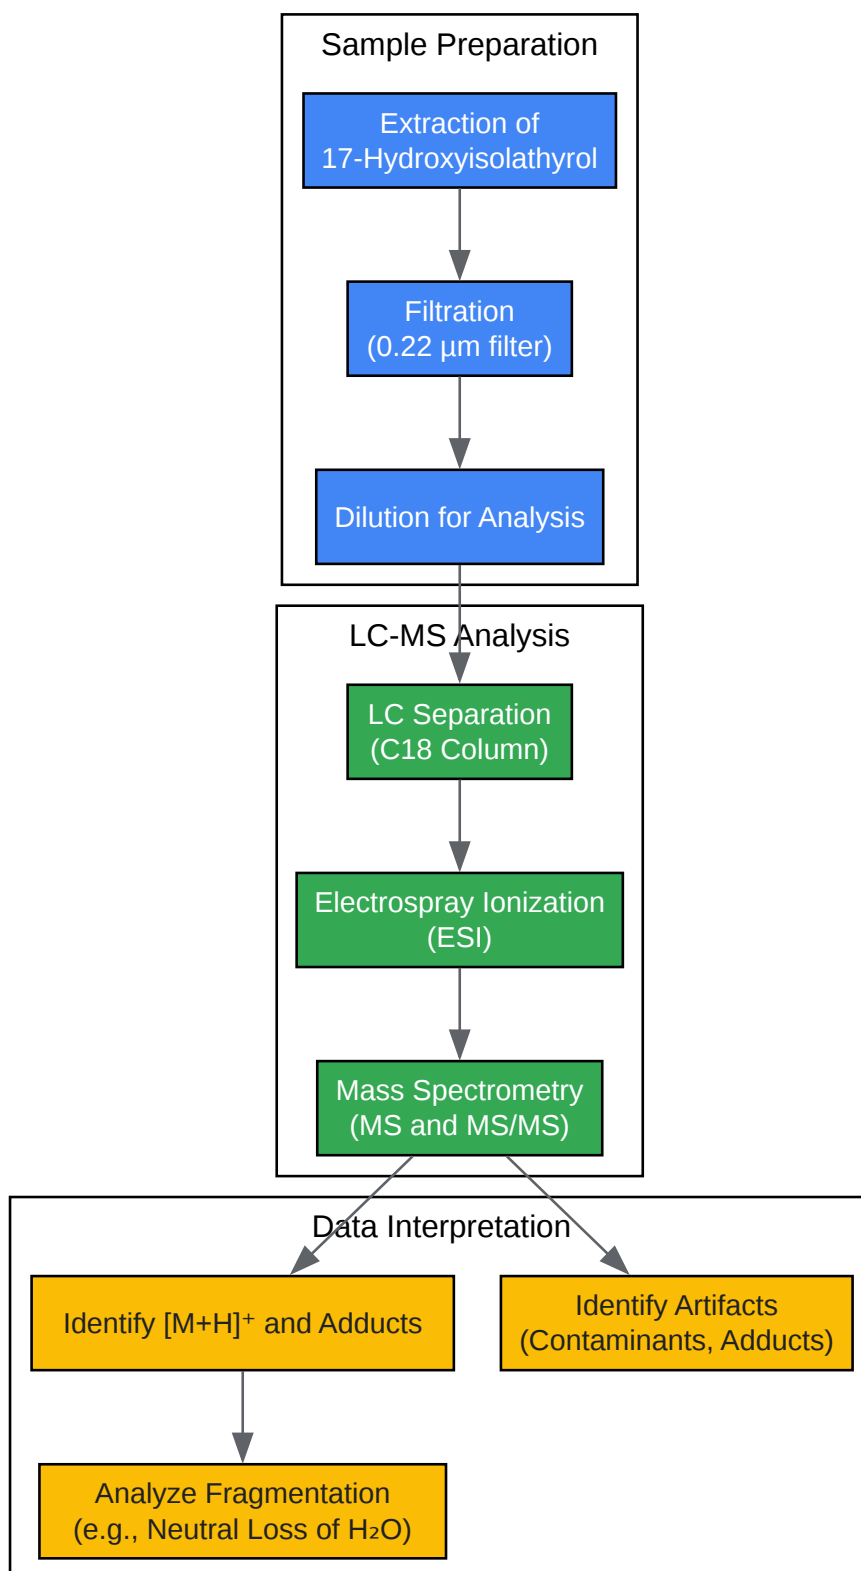 Sample Preparation
Extraction of
17-Hydroxyisolathyrol
Filtration
(0.22 µm filter)
Dilution for Analysis
LC-MS Analysis
LC Separation
(C18 Column)
Electrospray Ionization
(ESI)
Mass Spectrometry
(MS and MS/MS)
Data Interpretation
Identify [M+H]⁺ and Adducts
Identify Artifacts
(Contaminants, Adducts)
Analyze Fragmentation
(e.g., Neutral Loss of H₂O)